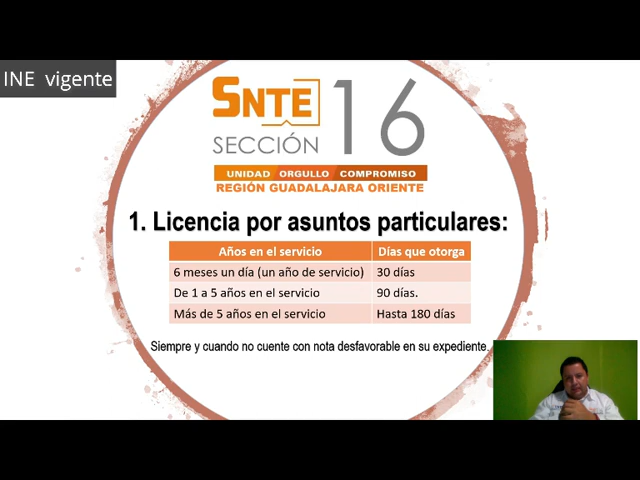 INE vigente
SNTE
SECCIÓN 16
UNIDAD ORGULLO COMPROMISO
REGIÓN GUADALAJARA ORIENTE
1. Licencia por asuntos particulares:
Años en el servicio Días que otorga
6 meses un día (un año de servicio) 30 días
De 1 a 5 años en el servicio 90 días.
Más de 5 años en el servicio Hasta 180 días
Siempre y cuando no cuente con nota desfavorable en su expediente.